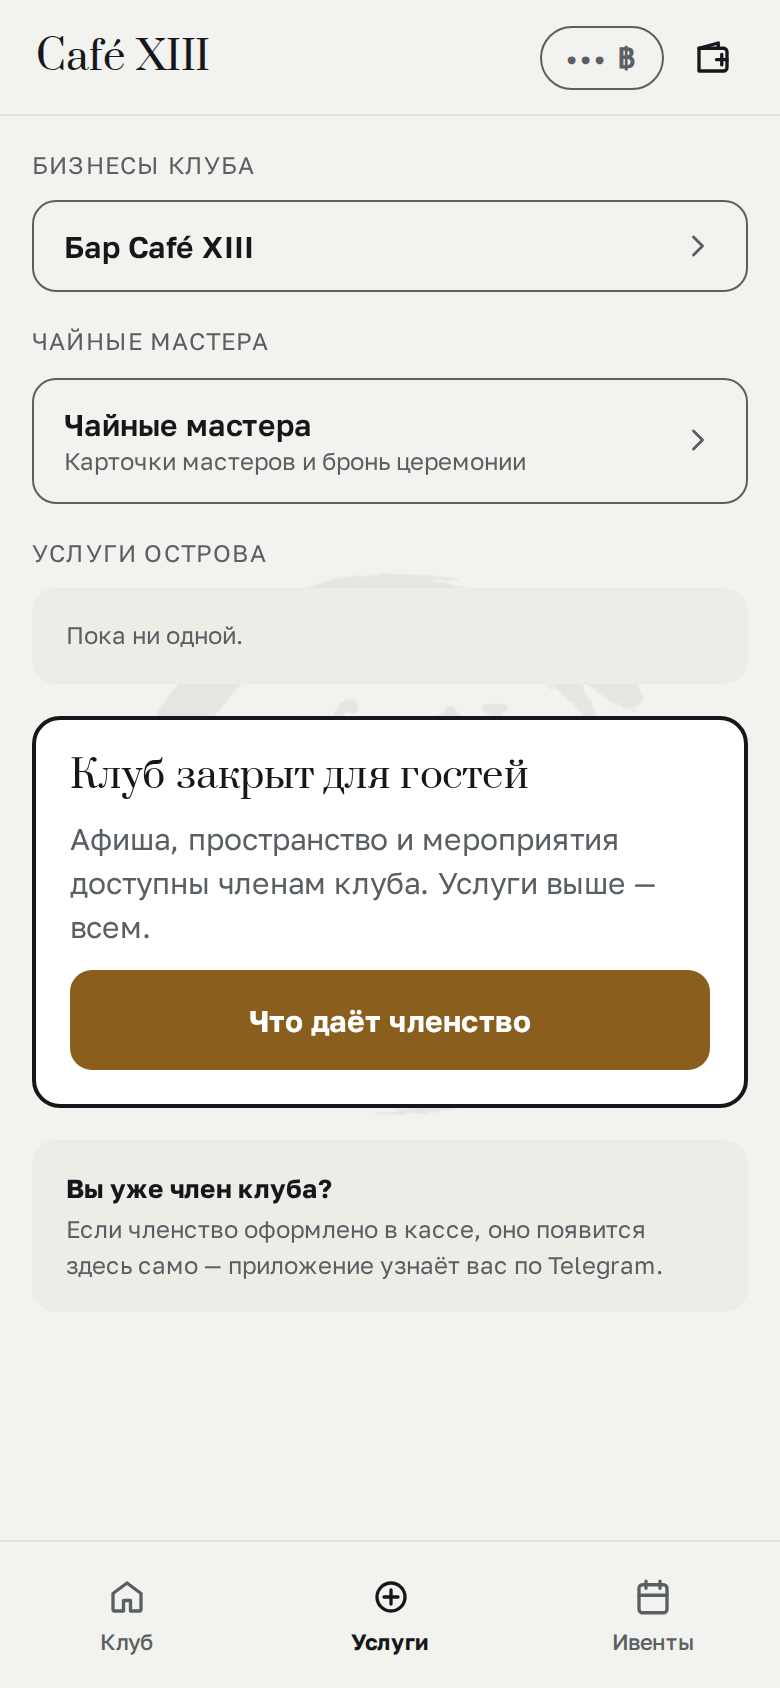 Café XIII
••• ฿
БИЗНЕСЫ КЛУБА
Бар Café XIII
ЧАЙНЫЕ МАСТЕРА
Чайные мастера
Карточки мастеров и бронь церемонии
УСЛУГИ ОСТРОВА
Пока ни одной.
Клуб закрыт для гостей
Афиша, пространство и мероприятия
доступны членам клуба. Услуги выше —
всем.
Что даёт членство
Вы уже член клуба?
Если членство оформлено в кассе, оно появится
здесь само — приложение узнаёт вас по Telegram.
Клуб
Услуги
Ивенты